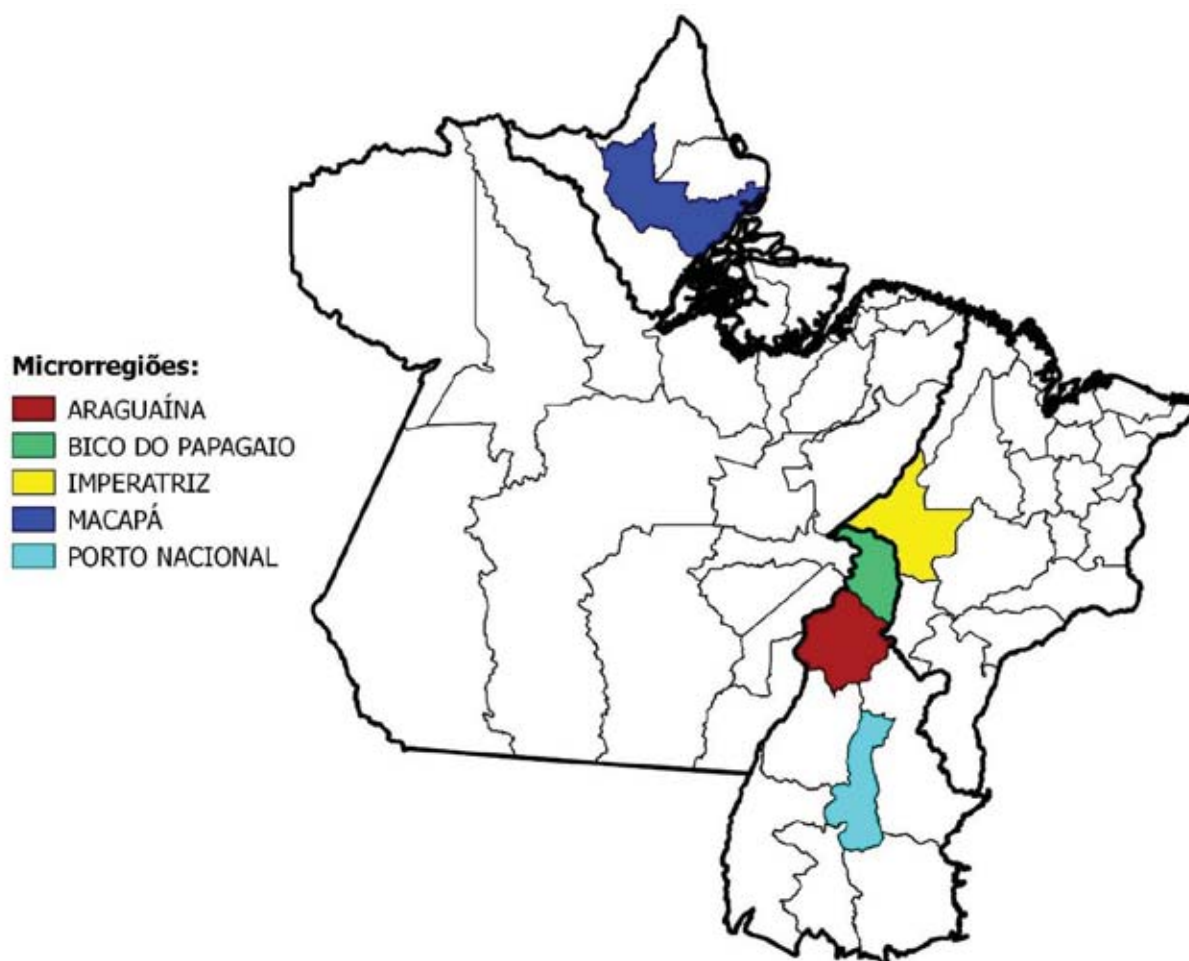 Microrregiões:
ARAGUAÍNA
BICO DO PAPAGAIO
IMPERATRIZ
MACAPÁ
PORTO NACIONAL